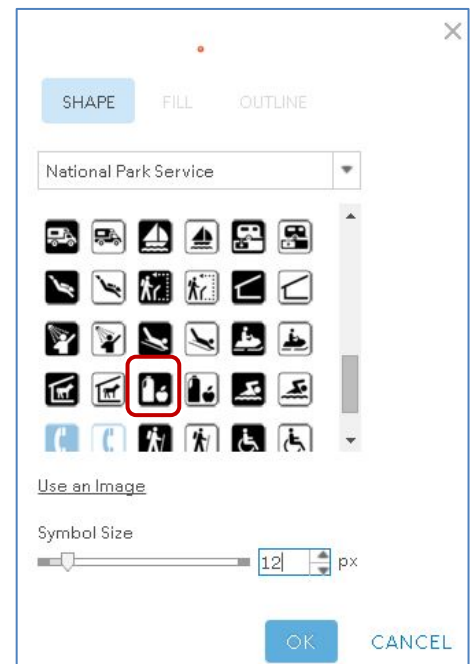 SHAPE FILL OUTLINE
National Park Service
Use an Image
Symbol Size
12 px
OK CANCEL